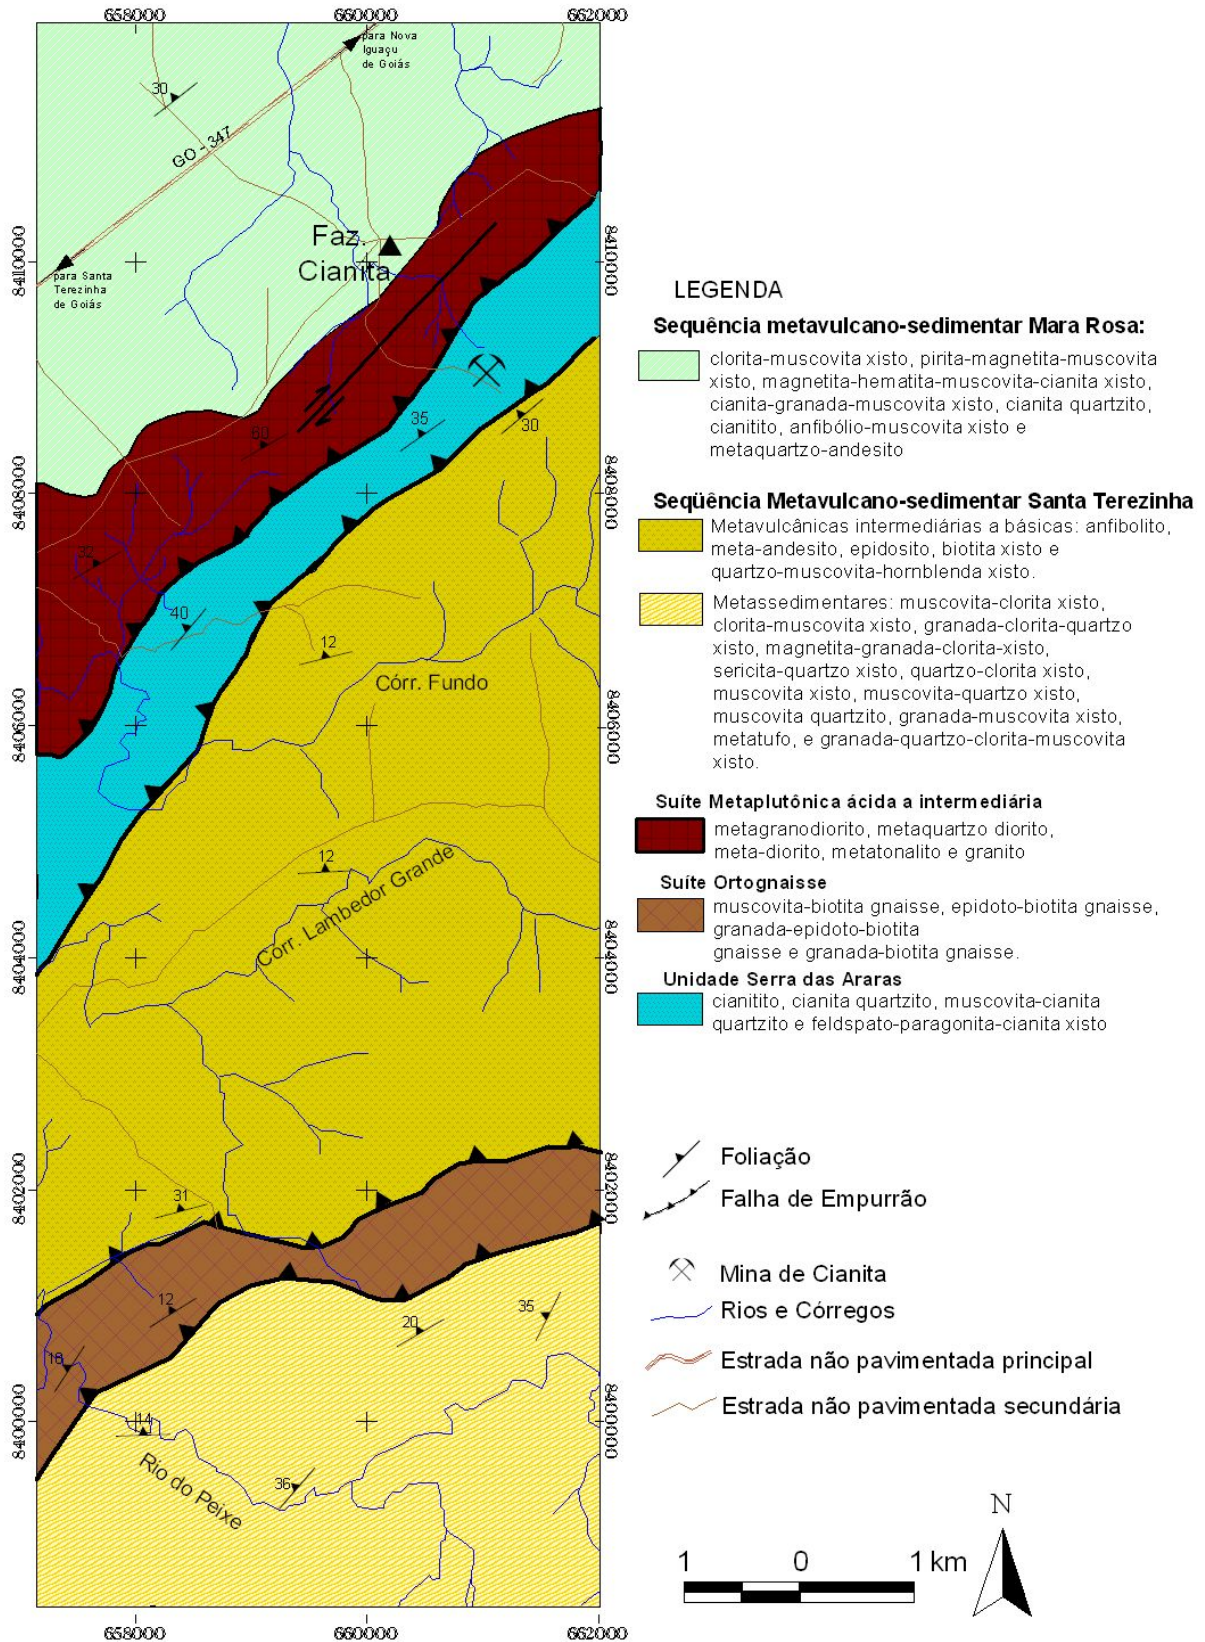 658000
660000
662000
para Nova
Iguaçu
de Goiás
30
GO - 347
Faz.
Cianita
8410000
8410000
para Santa
Terezinha
de Goiás
60
35
30
8408000
8408000
32
40
12
Córr. Fundo
8406000
8406000
12
Córr. Lambedor Grande
8404000
8404000
31
8402000
8402000
12
35
20
18
8400000
8400000
14
Rio do Peixe
36
658000
660000
662000
LEGENDA
Sequência metavulcano-sedimentar Mara Rosa:
clorita-muscovita xisto, pirita-magnetita-muscovita
xisto, magnetita-hematita-muscovita-cianita xisto,
cianita-granada-muscovita xisto, cianita quartzito,
cianitito, anfibólio-muscovita xisto e
metaquartzo-andesito
Seqüência Metavulcano-sedimentar Santa Terezinha
Metavulcânicas intermediárias a básicas: anfibolito,
meta-andesito, epidosito, biotita xisto e
quartzo-muscovita-hornblenda xisto.
Metassedimentares: muscovita-clorita xisto,
clorita-muscovita xisto, granada-clorita-quartzo
xisto, magnetita-granada-clorita-xisto,
sericita-quartzo xisto, quartzo-clorita xisto,
muscovita xisto, muscovita-quartzo xisto,
muscovita quartzito, granada-muscovita xisto,
metatufo, e granada-quartzo-clorita-muscovita
xisto.
Suíte Metaplutônica ácida a intermediária
metagranodiorito, metaquartzo diorito,
meta-diorito, metatonalito e granito
Suíte Ortognaisse
muscovita-biotita gnaisse, epidoto-biotita gnaisse,
granada-epidoto-biotita
gnaisse e granada-biotita gnaisse.
Unidade Serra das Araras
cianitito, cianita quartzito, muscovita-cianita
quartzito e feldspato-paragonita-cianita xisto
Foliação
Falha de Empurrão
Mina de Cianita
Rios e Córregos
Estrada não pavimentada principal
Estrada não pavimentada secundária
N
1 0 1 km